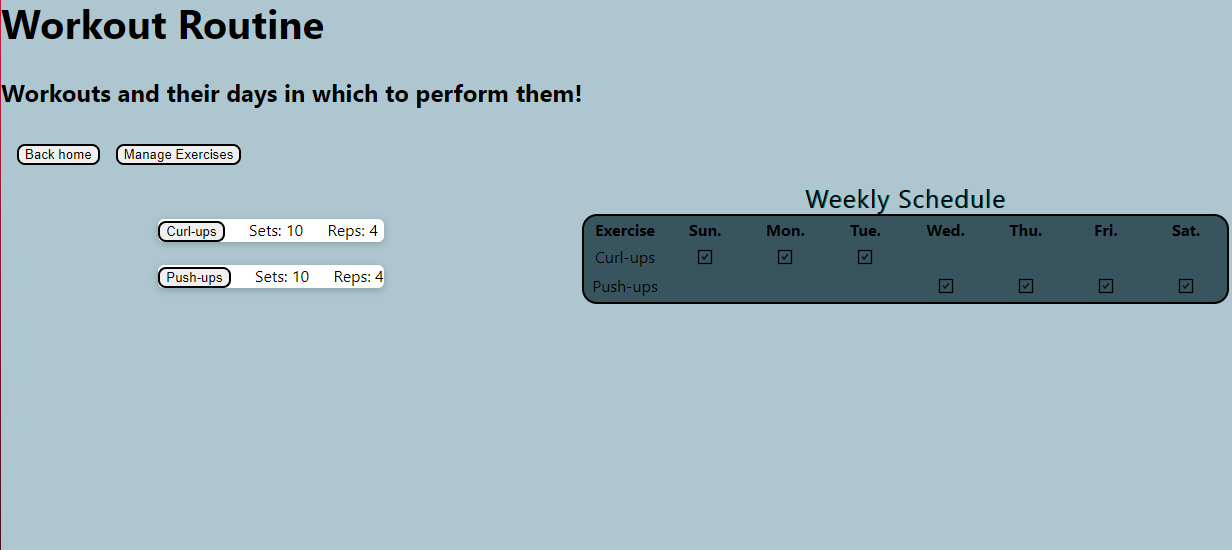 Workout Routine
Workouts and their days in which to perform them!
Back home Manage Exercises
Curl-ups Sets: 10 Reps: 4
Push-ups Sets: 10 Reps: 4
Weekly Schedule
Exercise Sun. Mon. Tue. Wed. Thu. Fri. Sat.
Curl-ups ☑ ☑ ☑
Push-ups ☑ ☑ ☑ ☑